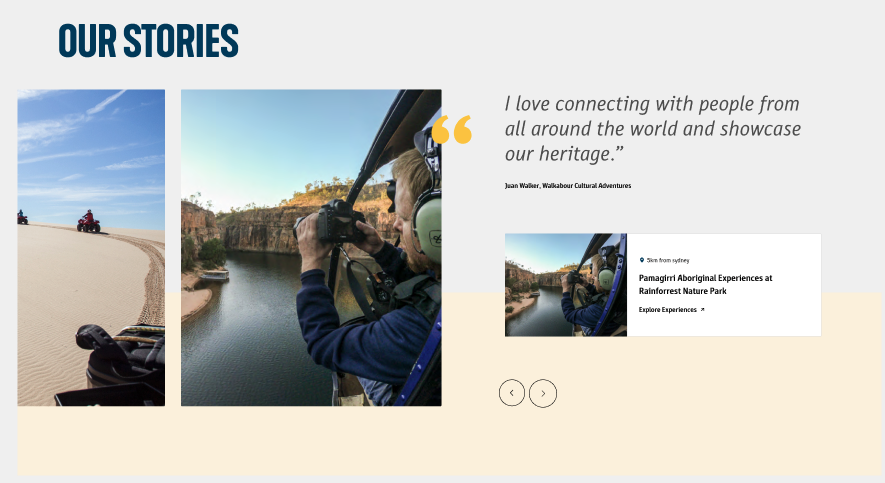 OUR STORIES
“
I love connecting with people from
all around the world and showcase
our heritage.”
Juan Walker, Walkabour Cultural Adventures
5km from sydney
Pamagirri Aboriginal Experiences at
Rainforrest Nature Park
Explore Experiences ↗